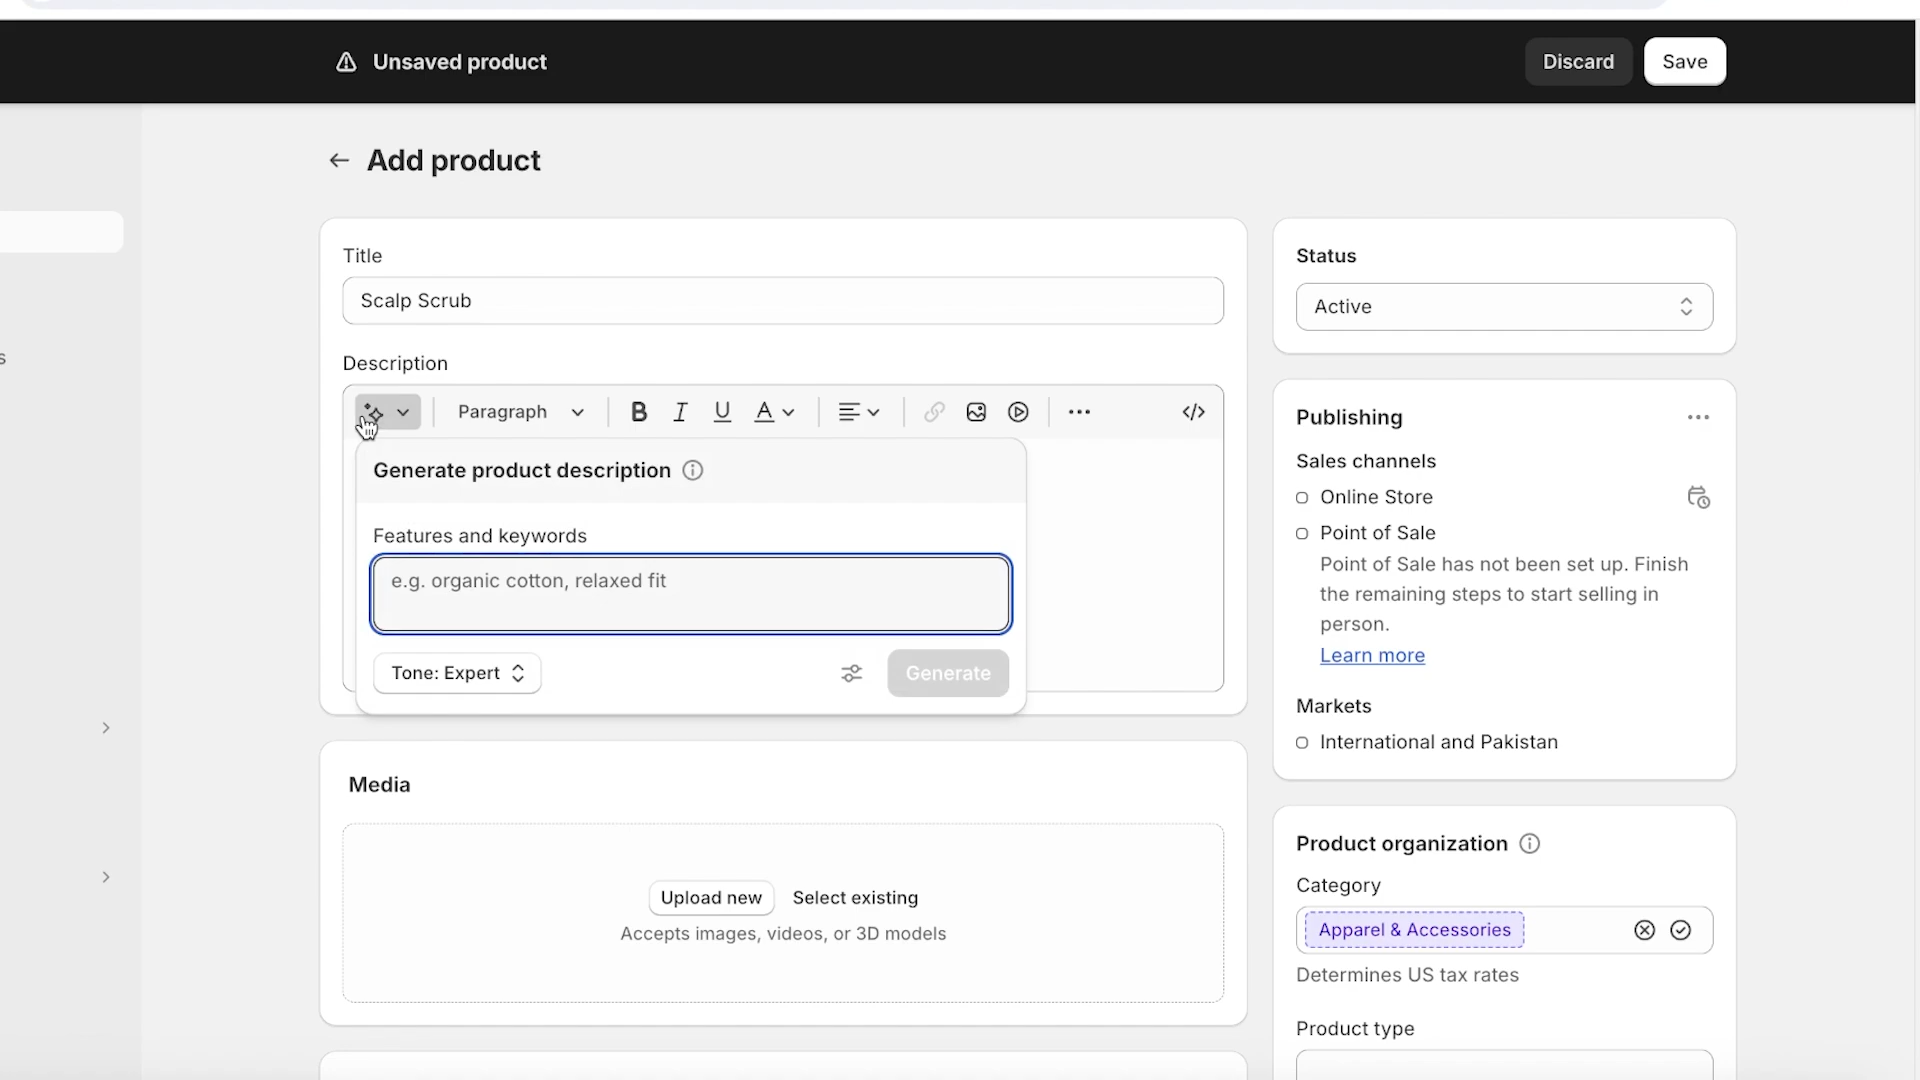 Unsaved product
Discard
Save
Add product
Title
Scalp Scrub
Description
Paragraph
B I U A
Generate product description
Features and keywords
e.g. organic cotton, relaxed fit
Tone: Expert
Generate
Media
Upload new
Select existing
Accepts images, videos, or 3D models
Status
Active
Publishing
Sales channels
Online Store
Point of Sale
Point of Sale has not been set up. Finish
the remaining steps to start selling in
person.
Learn more
Markets
International and Pakistan
Product organization
Category
Apparel & Accessories
Determines US tax rates
Product type
s